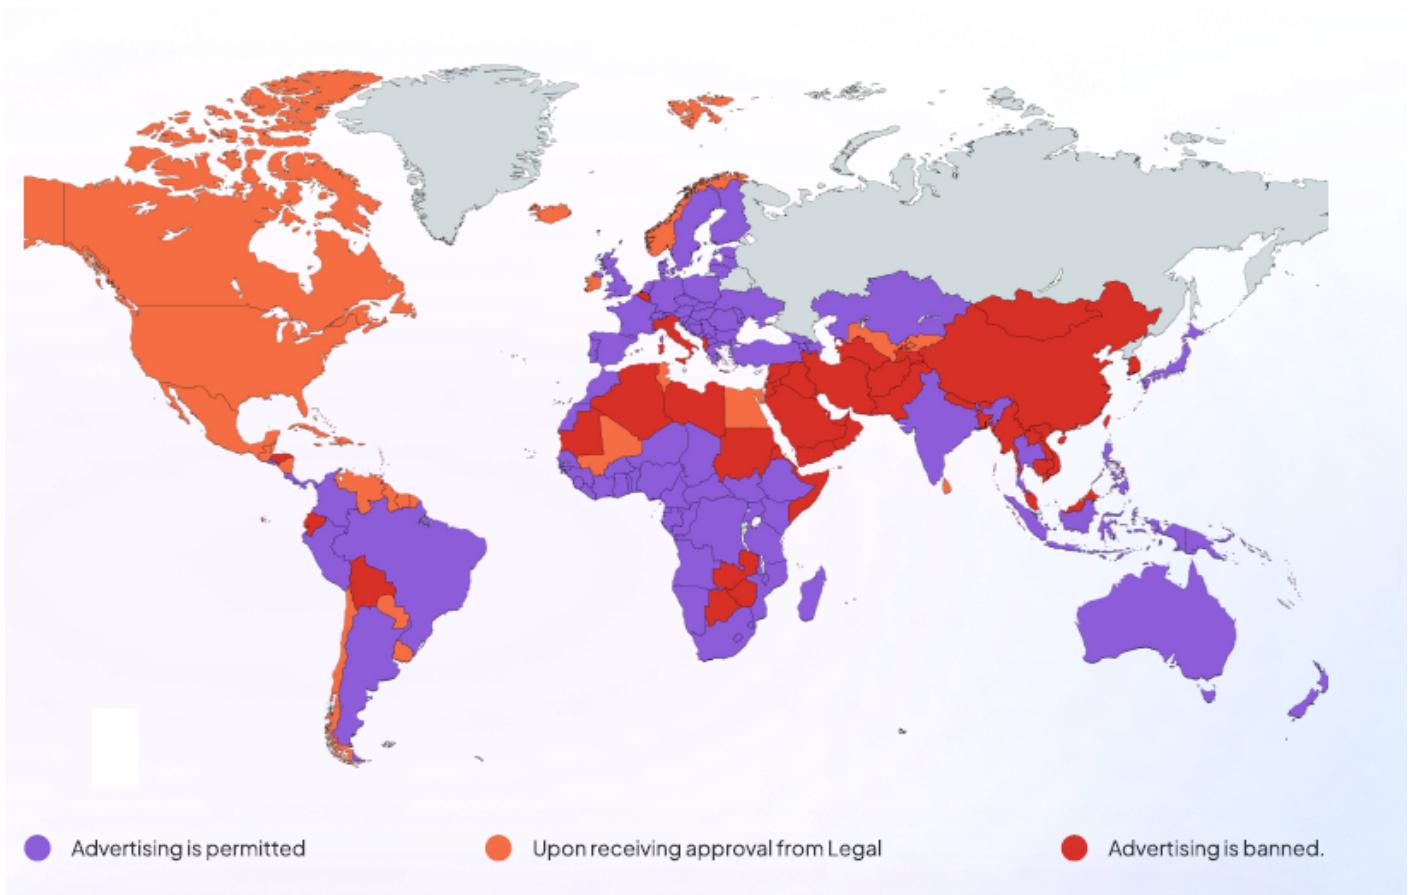 Advertising is permitted
Upon receiving approval from Legal
Advertising is banned.